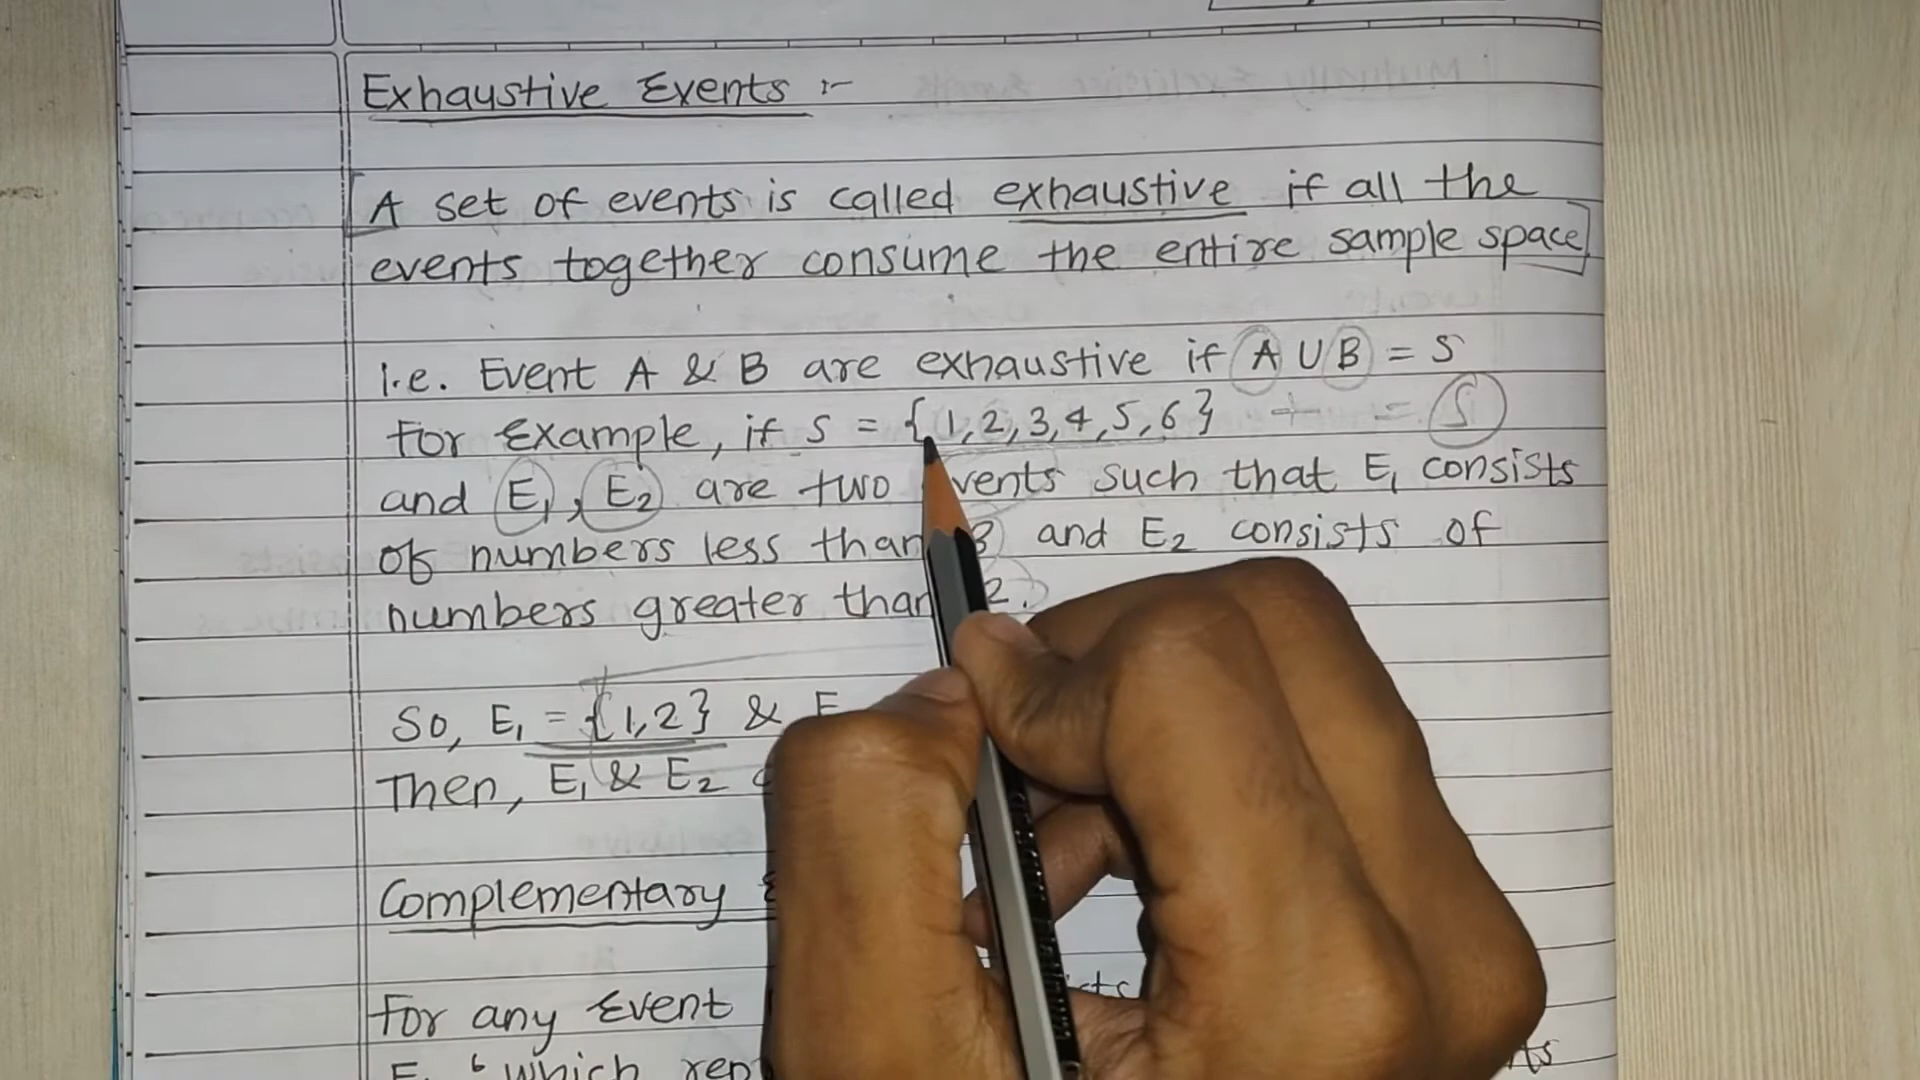 Exhaustive Events :-
A set of events is called exhaustive if all the
events together consume the entire sample space
i.e. Event A & B are exhaustive if A U B = S
For example, if S = {1,2,3,4,5,6} + = S
and E1, E2 are two vents such that E1 consists
of numbers less than 3 and E2 consists of
numbers greater than 2.
So, E1 = {1,2} & E
Then, E1 & E2
Complementary
For any Event
E, which rep